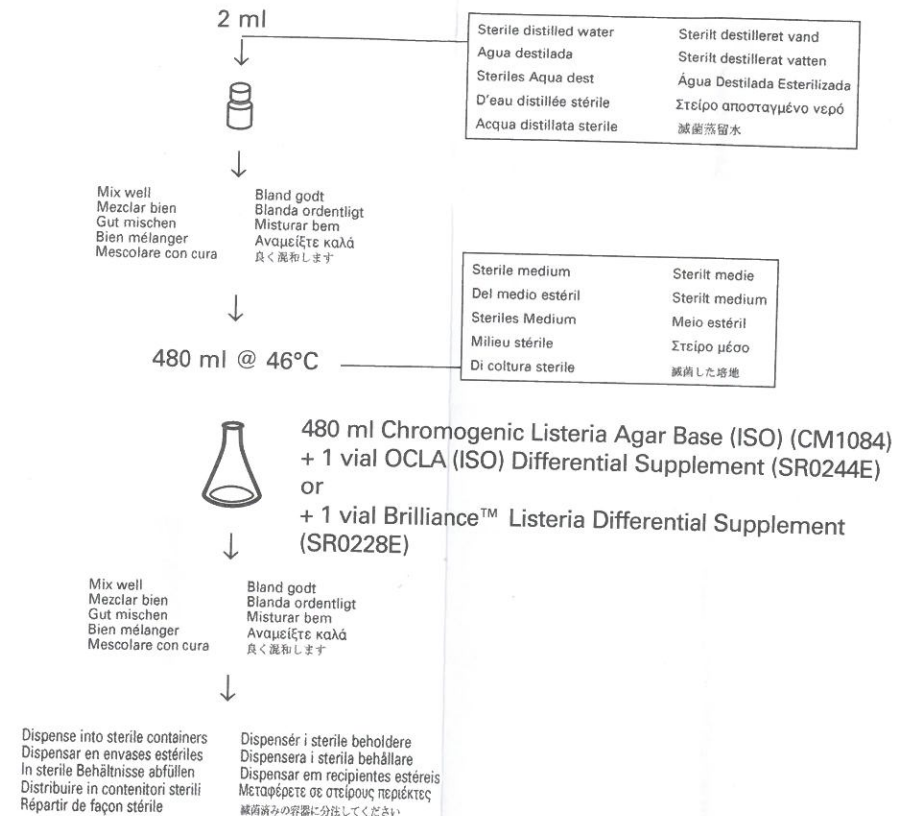 2 ml
Sterile distilled water
Agua destilada
Steriles Aqua dest
D'eau distillée stérile
Acqua distillata sterile
Sterilt destilleret vand
Sterilt destillerat vatten
Água Destilada Esterilizada
Στείρο αποσταγμένο νερό
滅菌蒸留水
Mix well
Mezclar bien
Gut mischen
Bien mélanger
Mescolare con cura
Bland godt
Blanda ordentligt
Misturar bem
Αναμείξτε καλά
良く混和します
Sterile medium
Del medio estéril
Steriles Medium
Milieu stérile
Di coltura sterile
Sterilt medie
Sterilt medium
Meio estéril
Στείρο μέσο
滅菌した培地
480 ml @ 46°C
480 ml Chromogenic Listeria Agar Base (ISO) (CM1084)
+ 1 vial OCLA (ISO) Differential Supplement (SR0244E)
or
+ 1 vial Brilliance™ Listeria Differential Supplement
(SR0228E)
Mix well
Mezclar bien
Gut mischen
Bien mélanger
Mescolare con cura
Bland godt
Blanda ordentligt
Misturar bem
Αναμείξτε καλά
良く混和します
Dispense into sterile containers
Dispensar en envases estériles
In sterile Behältnisse abfüllen
Distribuire in contenitori sterili
Répartir de façon stérile
Dispensér i sterile beholdere
Dispensera i sterila behållare
Dispensar em recipientes estéreis
Μεταφέρετε σε στείρους περιέκτες
滅菌済みの容器に分注してください